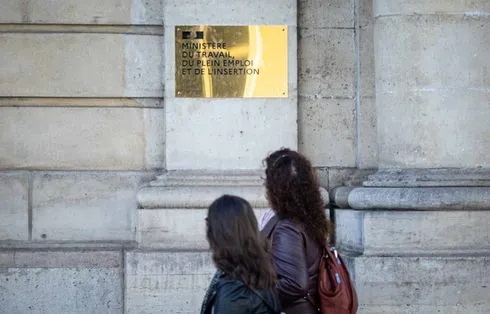 MINISTÈRE
DU TRAVAIL,
DU PLEIN EMPLOI
ET DE L'INSERTION